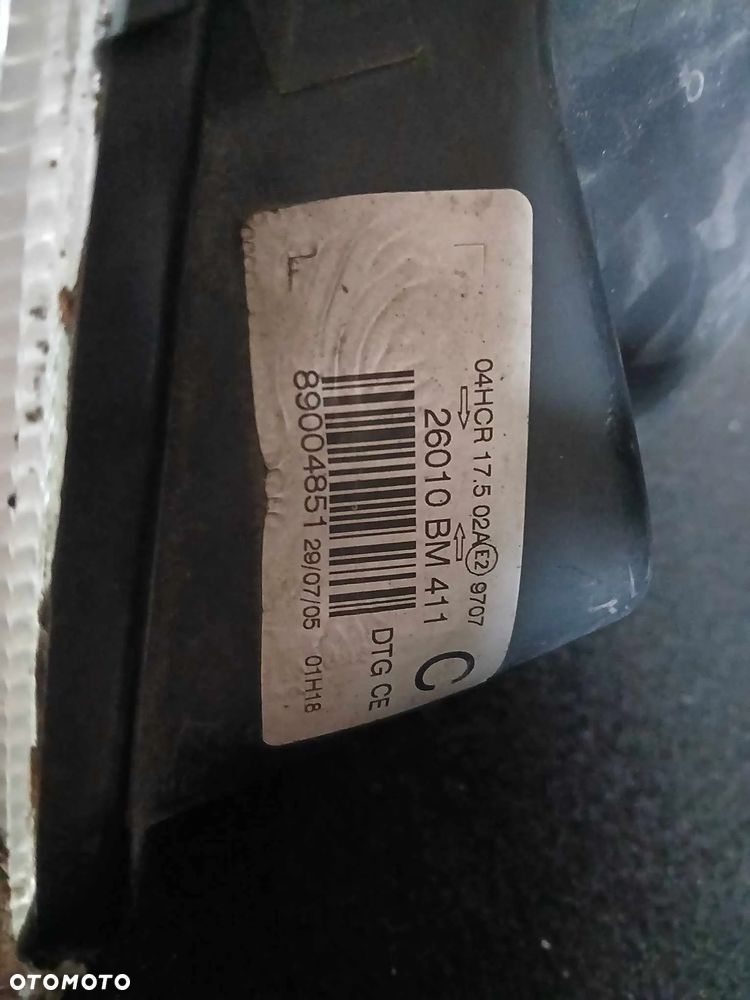 04HCR 17.5 02A E2 9707
⇨ ⇦
26010 BM 411
C
DTG CE
89004851 29/07/05 01H18
OTOMOTO